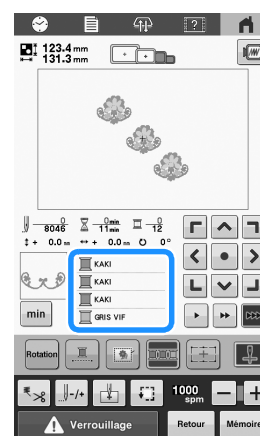 ?
123.4 mm
131.3 mm
0
8046
0 min
11 min
0
12
+ 0.0 mm
+ 0.0 mm
0°
KAKI
KAKI
KAKI
GRIS VIF
min
Rotation
-/+
1000 spm
- +
Verrouillage
Retour
Mémoire